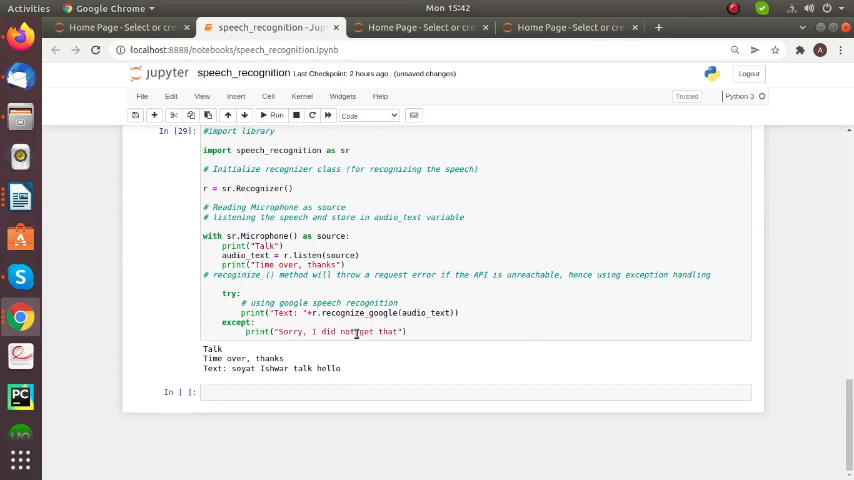 Activities
Google Chrome
Mon 15:42
Home Page - Select or cre
speech_recognition - Jup
Home Page - Select or cre
Home Page - Select or cre
localhost:8888/notebooks/speech_recognition.ipynb
A
jupyter speech_recognition Last Checkpoint: 2 hours ago (unsaved changes)
Logout
File Edit View Insert Cell Kernel Widgets Help
Trusted
Python 3
Run
Code
In [29]:
#import library
import speech_recognition as sr
# Initialize recognizer class (for recognizing the speech)
r = sr.Recognizer()
# Reading Microphone as source
# listening the speech and store in audio_text variable
with sr.Microphone() as source:
print("Talk")
audio_text = r.listen(source)
print("Time over, thanks")
# recoginize_() method will throw a request error if the API is unreachable, hence using exception handling
try:
# using google speech recognition
print("Text: "+r.recognize_google(audio_text))
except:
print("Sorry, I did not get that")
Talk
Time over, thanks
Text: soyat Ishwar talk hello
In [ ]:
PC